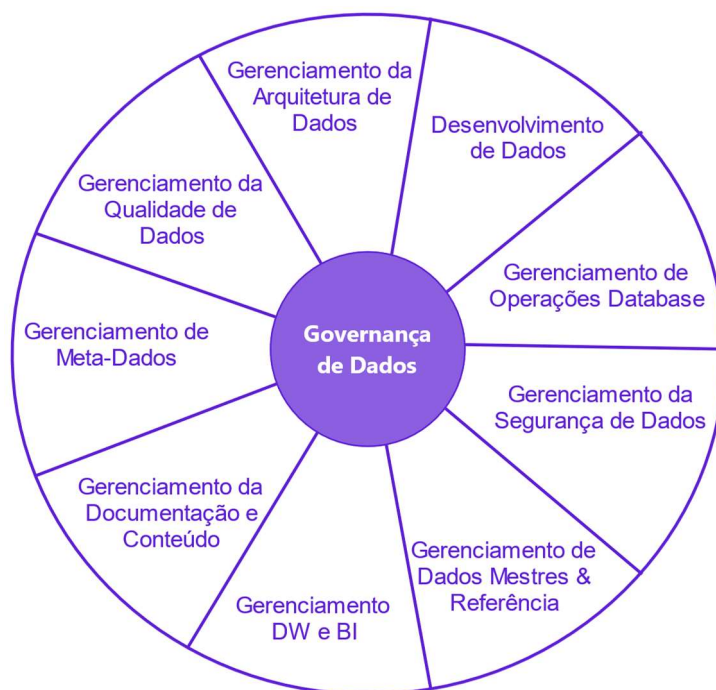 Gerenciamento da
Arquitetura de
Dados
Desenvolvimento
de Dados
Gerenciamento de
Operações Database
Gerenciamento da
Segurança de Dados
Gerenciamento de
Dados Mestres &
Referência
Gerenciamento
DW e BI
Gerenciamento da
Documentação e
Conteúdo
Gerenciamento de
Meta-Dados
Gerenciamento da
Qualidade de
Dados
Governança
de Dados